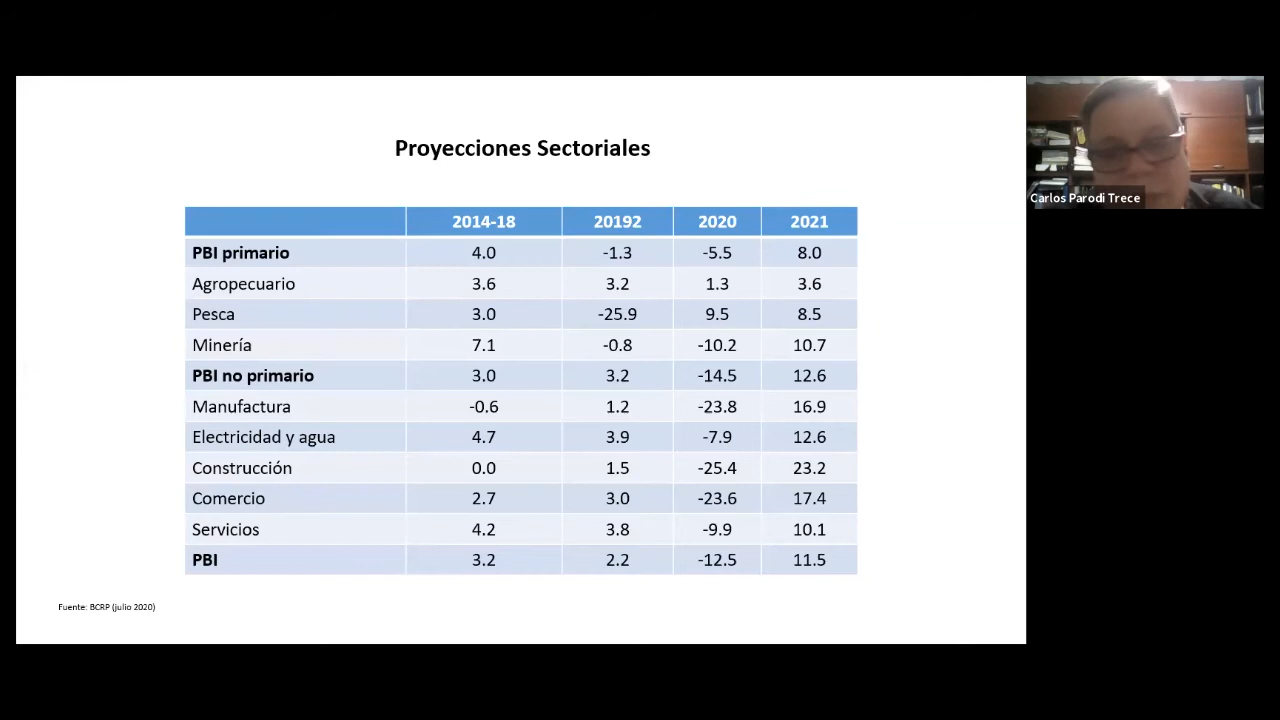 Proyecciones Sectoriales
2014-18 20192 2020 2021
PBI primario 4.0 -1.3 -5.5 8.0
Agropecuario 3.6 3.2 1.3 3.6
Pesca 3.0 -25.9 9.5 8.5
Minería 7.1 -0.8 -10.2 10.7
PBI no primario 3.0 3.2 -14.5 12.6
Manufactura -0.6 1.2 -23.8 16.9
Electricidad y agua 4.7 3.9 -7.9 12.6
Construcción 0.0 1.5 -25.4 23.2
Comercio 2.7 3.0 -23.6 17.4
Servicios 4.2 3.8 -9.9 10.1
PBI 3.2 2.2 -12.5 11.5
Fuente: BCRP (julio 2020)
Carlos Parodi Trece